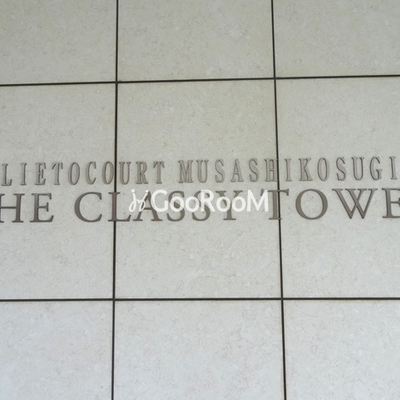 LIETOCOURT MUSASHIKOSUGI
HE CLASSY TOWE
GooRooM